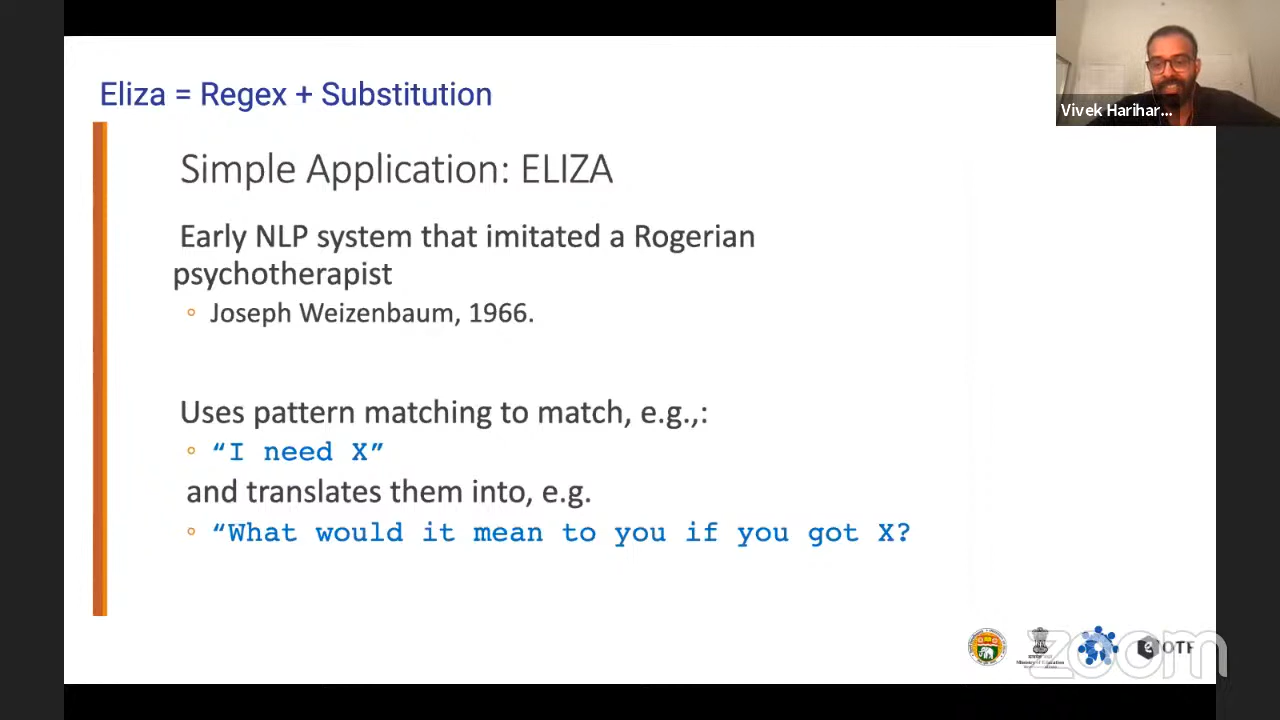 Eliza = Regex + Substitution
Vivek Harihar...
Simple Application: ELIZA
Early NLP system that imitated a Rogerian
psychotherapist
Joseph Weizenbaum, 1966.
Uses pattern matching to match, e.g.,:
“I need X”
and translates them into, e.g.
“What would it mean to you if you got X?
zoom